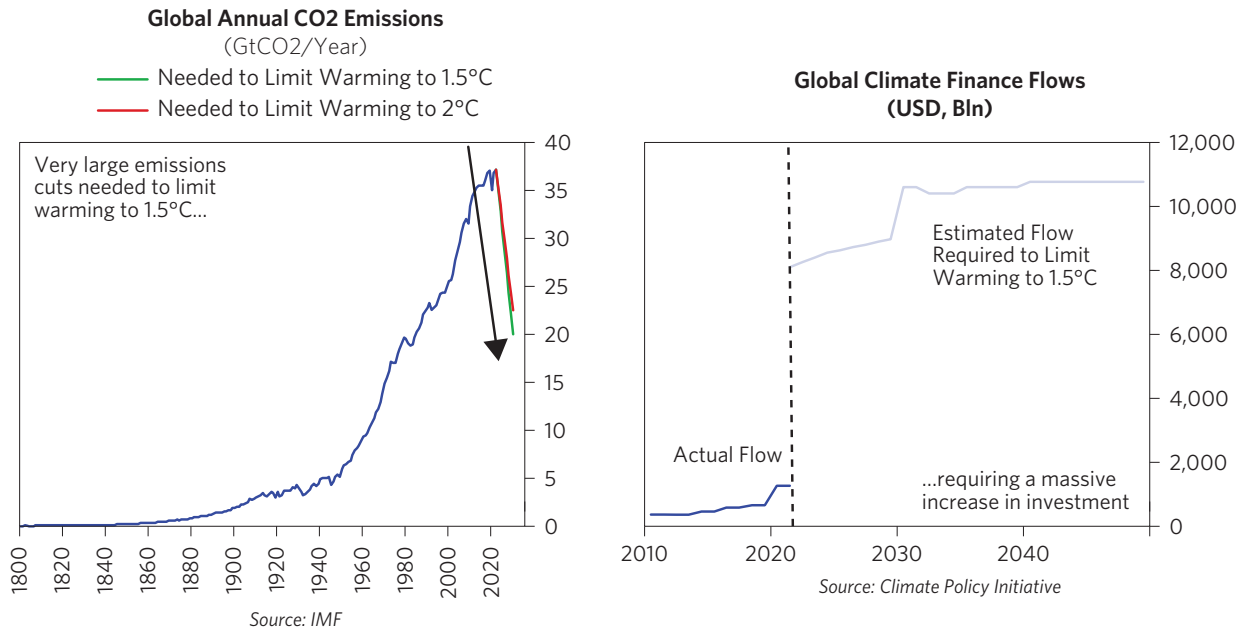 Global Annual CO2 Emissions
(GtCO2/Year)
Needed to Limit Warming to 1.5°C
Needed to Limit Warming to 2°C
Very large emissions
cuts needed to limit
warming to 1.5°C...
40
35
30
25
20
15
10
5
0
1800
1820
1840
1860
1880
1900
1920
1940
1960
1980
2000
2020
Source: IMF
Global Climate Finance Flows
(USD, Bln)
12,000
10,000
8,000
6,000
4,000
2,000
0
Estimated Flow
Required to Limit
Warming to 1.5°C
Actual Flow
...requiring a massive
increase in investment
2010
2020
2030
2040
Source: Climate Policy Initiative